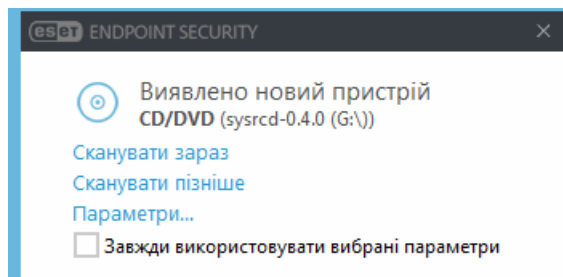 eset ENDPOINT SECURITY
Виявлено новий пристрій
CD/DVD (sysrcd-0.4.0 (G:\))
Сканувати зараз
Сканувати пізніше
Параметри...
Завжди використовувати вибрані параметри